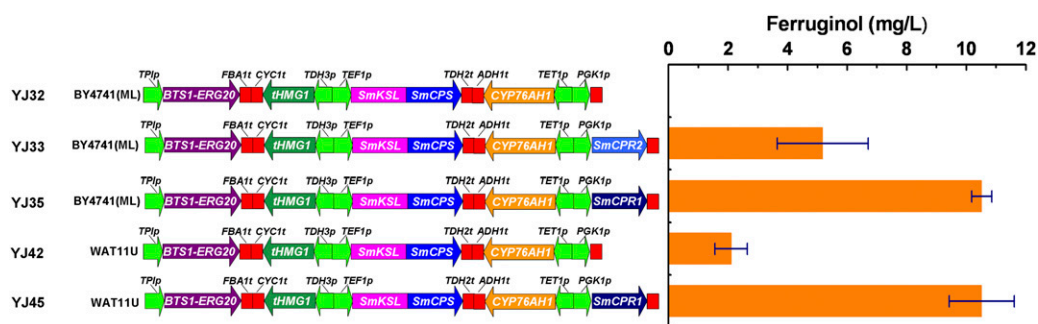 Ferruginol (mg/L)
0 2 4 6 8 10 12
TPIp FBA1t CYC1t TDH3p TEF1p TDH2t ADH1t TET1p PGK1p
YJ32 BY4741(ML) BTS1-ERG20 tHMG1 SmKSL SmCPS CYP76AH1
TPIp FBA1t CYC1t TDH3p TEF1p TDH2t ADH1t TET1p PGK1p
YJ33 BY4741(ML) BTS1-ERG20 tHMG1 SmKSL SmCPS CYP76AH1 SmCPR2
TPIp FBA1t CYC1t TDH3p TEF1p TDH2t ADH1t TET1p PGK1p
YJ35 BY4741(ML) BTS1-ERG20 tHMG1 SmKSL SmCPS CYP76AH1 SmCPR1
TPIp FBA1t CYC1t TDH3p TEF1p TDH2t ADH1t TET1p PGK1p
YJ42 WAT11U BTS1-ERG20 tHMG1 SmKSL SmCPS CYP76AH1
TPIp FBA1t CYC1t TDH3p TEF1p TDH2t ADH1t TET1p PGK1p
YJ45 WAT11U BTS1-ERG20 tHMG1 SmKSL SmCPS CYP76AH1 SmCPR1